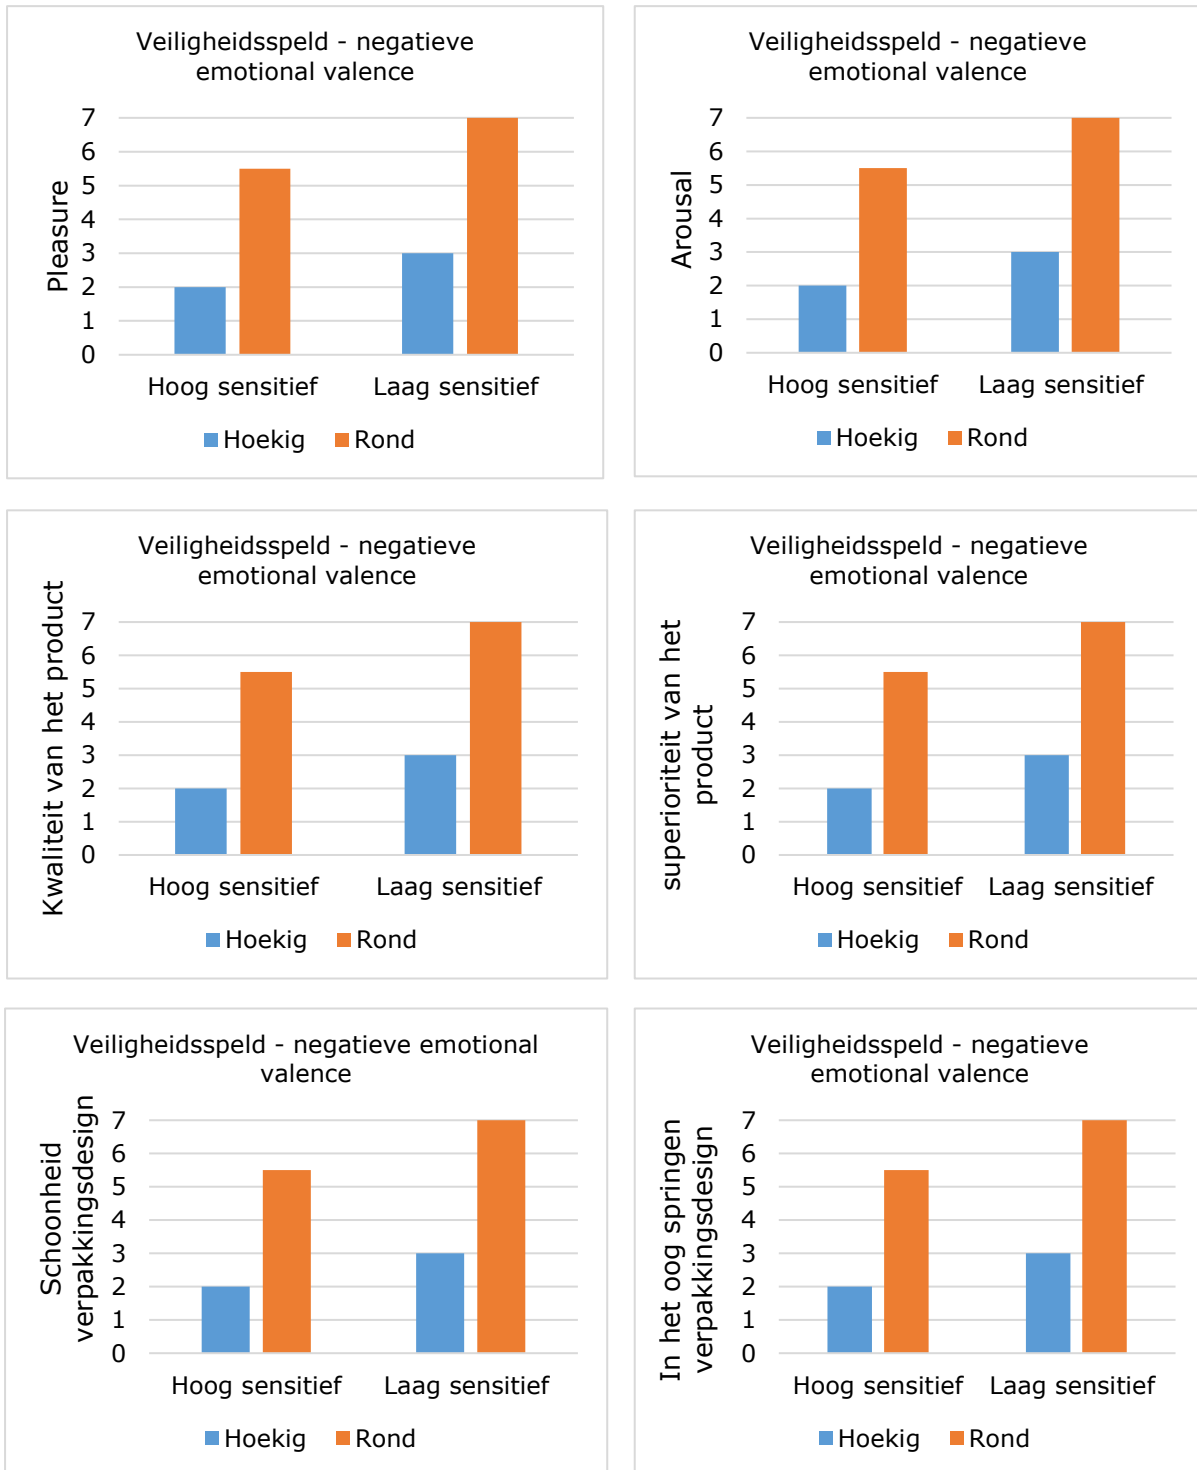 Veiligheidsspeld - negatieve
emotional valence
Pleasure
7
6
5
4
3
2
1
0
Hoog sensitief Laag sensitief
Hoekig Rond
Veiligheidsspeld - negatieve
emotional valence
Arousal
7
6
5
4
3
2
1
0
Hoog sensitief Laag sensitief
Hoekig Rond
Veiligheidsspeld - negatieve
emotional valence
Kwaliteit van het product
7
6
5
4
3
2
1
0
Hoog sensitief Laag sensitief
Hoekig Rond
Veiligheidsspeld - negatieve
emotional valence
superioriteit van het
product
7
6
5
4
3
2
1
0
Hoog sensitief Laag sensitief
Hoekig Rond
Veiligheidsspeld - negatieve emotional
valence
Schoonheid
verpakkingsdesign
7
6
5
4
3
2
1
0
Hoog sensitief Laag sensitief
Hoekig Rond
Veiligheidsspeld - negatieve
emotional valence
In het oog springen
verpakkingsdesign
7
6
5
4
3
2
1
0
Hoog sensitief Laag sensitief
Hoekig Rond